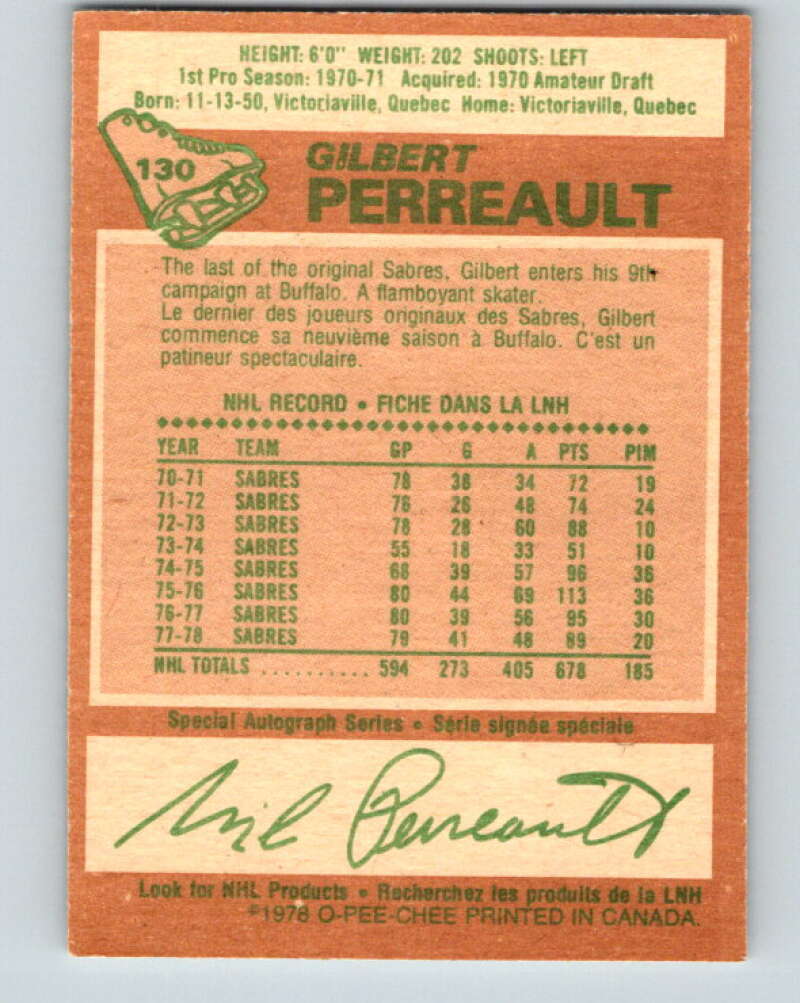 HEIGHT: 6'0" WEIGHT: 202 SHOOTS: LEFT
1st Pro Season: 1970-71 Acquired: 1970 Amateur Draft
Born: 11-13-50, Victoriaville, Quebec Home: Victoriaville, Quebec
130
GILBERT
PERREAULT
The last of the original Sabres, Gilbert enters his 9th
campaign at Buffalo. A flamboyant skater.
Le dernier des joueurs originaux des Sabres, Gilbert
commence sa neuvième saison à Buffalo. C'est un
patineur spectaculaire.
NHL RECORD • FICHE DANS LA LNH
YEAR TEAM GP G A PTS PIM
70-71 SABRES 78 38 34 72 19
71-72 SABRES 76 26 48 74 24
72-73 SABRES 78 28 60 88 10
73-74 SABRES 55 18 33 51 10
74-75 SABRES 68 39 57 96 36
75-76 SABRES 80 44 69 113 36
76-77 SABRES 80 39 56 95 30
77-78 SABRES 79 41 48 89 20
NHL TOTALS .......... 594 273 405 678 185
Special Autograph Series • Série signée spéciale
Gil Perreault
Look for NHL Products • Recherchez les produits de la LNH
©1978 O-PEE-CHEE PRINTED IN CANADA.